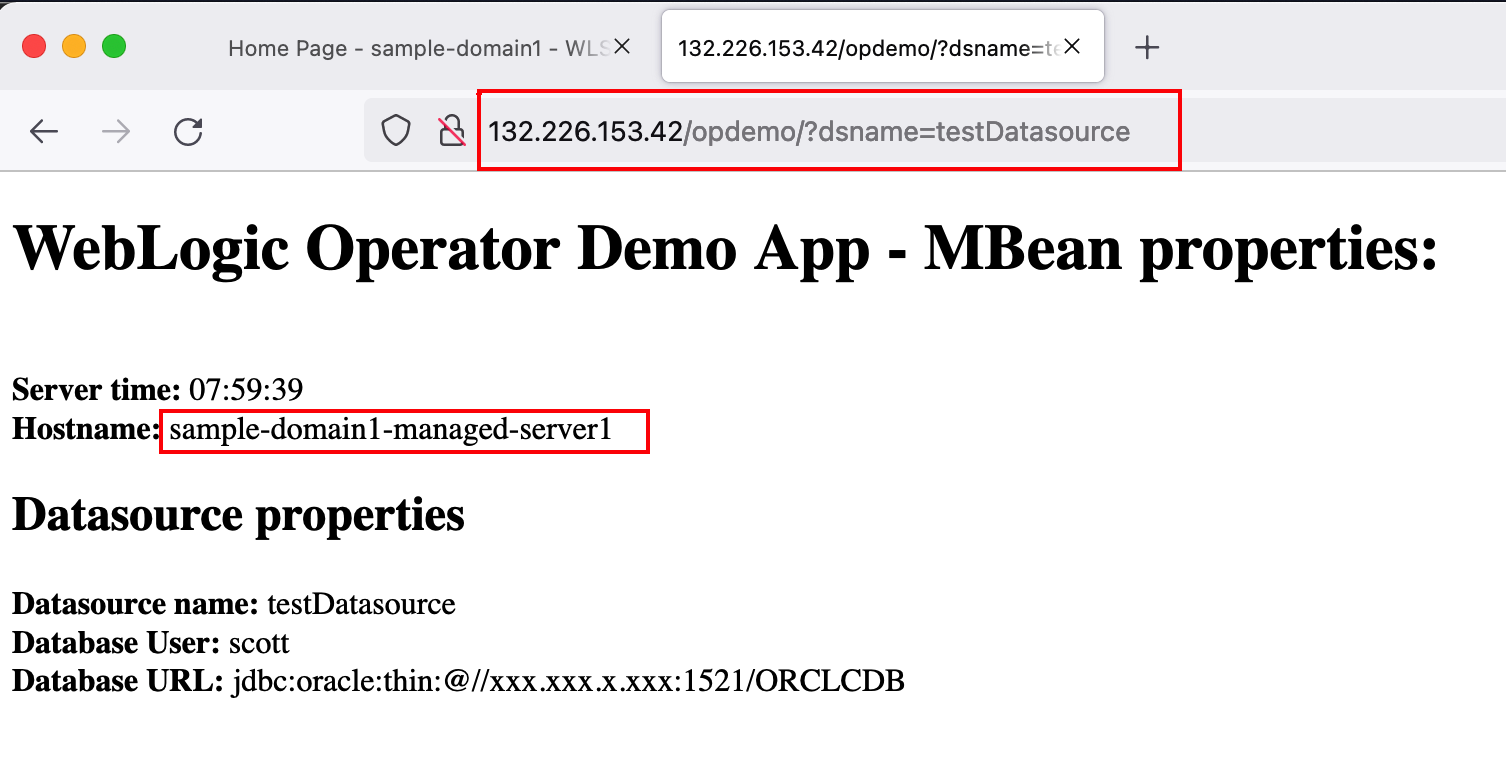 Home Page - sample-domain1 - WLS
132.226.153.42/opdemo/?dsname=te
132.226.153.42/opdemo/?dsname=testDatasource
WebLogic Operator Demo App - MBean properties:
Server time: 07:59:39
Hostname: sample-domain1-managed-server1
Datasource properties
Datasource name: testDatasource
Database User: scott
Database URL: jdbc:oracle:thin:@//xxx.xxx.x.xxx:1521/ORCLCDB